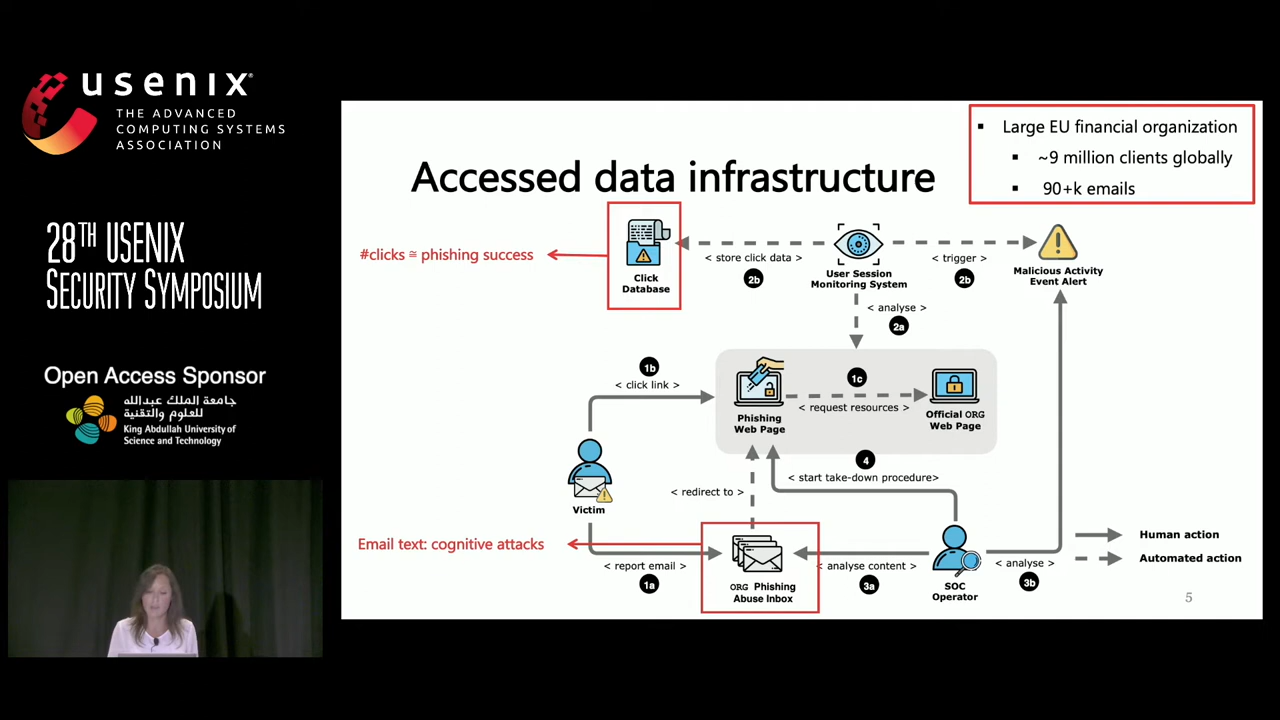 usenix®
THE ADVANCED
COMPUTING SYSTEMS
ASSOCIATION
28TH USENIX
SECURITY SYMPOSIUM
Open Access Sponsor
جامعة الملك عبدالله
للعلوم والتقنية
King Abdullah University of
Science and Technology
▪ Large EU financial organization
▪ ~9 million clients globally
▪ 90+k emails
Accessed data infrastructure
#clicks ≅ phishing success
Click
Database
< store click data >
2b
User Session
Monitoring System
< trigger >
2b
Malicious Activity
Event Alert
< analyse >
2a
1b
< click link >
Phishing
Web Page
1c
< request resources >
Official ORG
Web Page
4
< start take-down procedure>
< redirect to >
Victim
Email text: cognitive attacks
< report email >
1a
ORG Phishing
Abuse Inbox
< analyse content >
3a
SOC
Operator
< analyse >
3b
Human action
Automated action
5